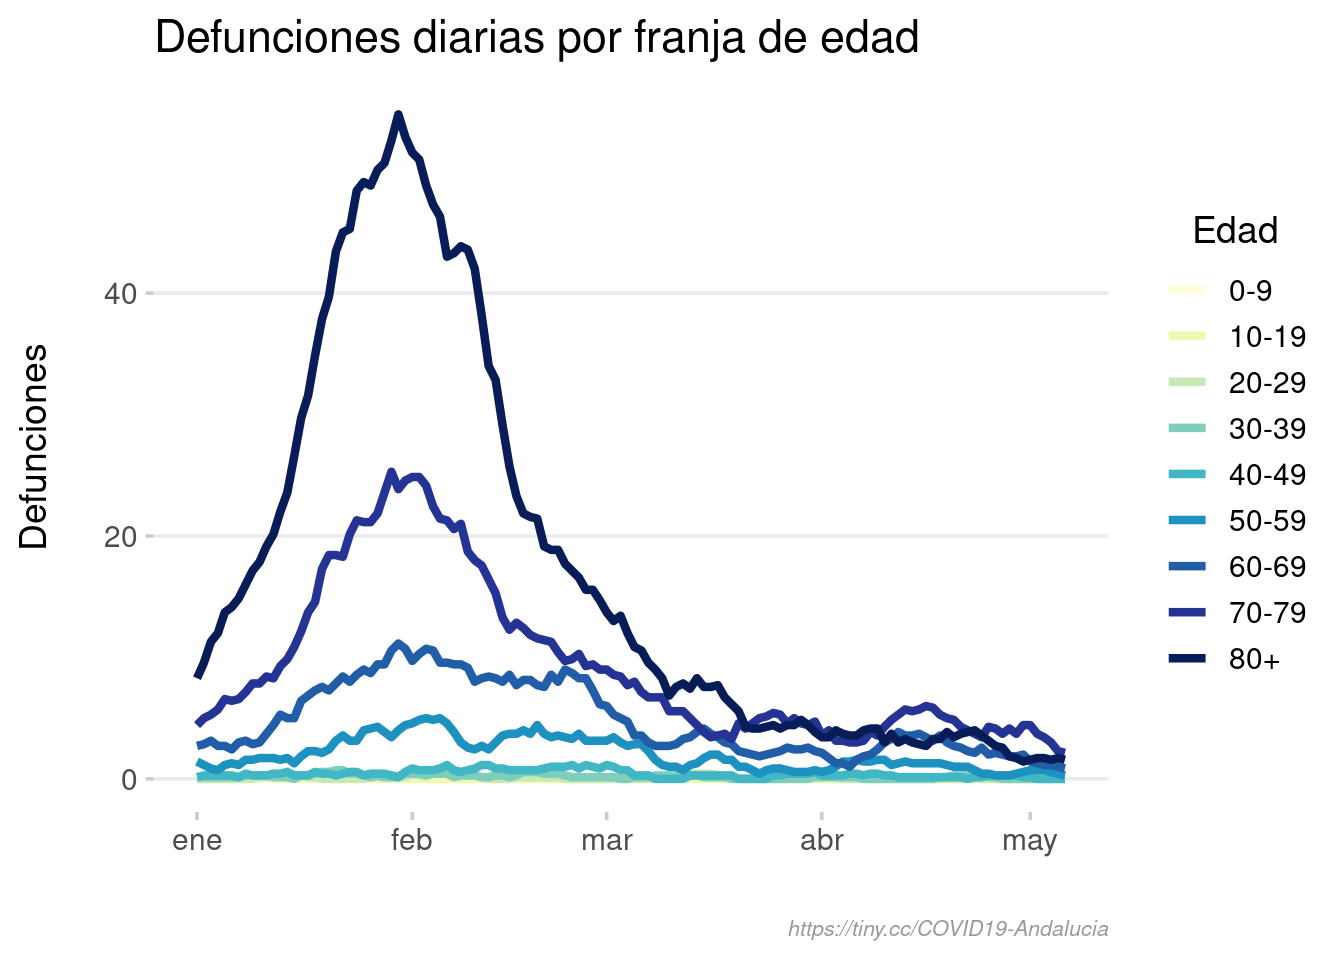 Defunciones diarias por franja de edad
Defunciones
40
20
0
ene
feb
mar
abr
may
Edad
0-9
10-19
20-29
30-39
40-49
50-59
60-69
70-79
80+
https://tiny.cc/COVID19-Andalucia